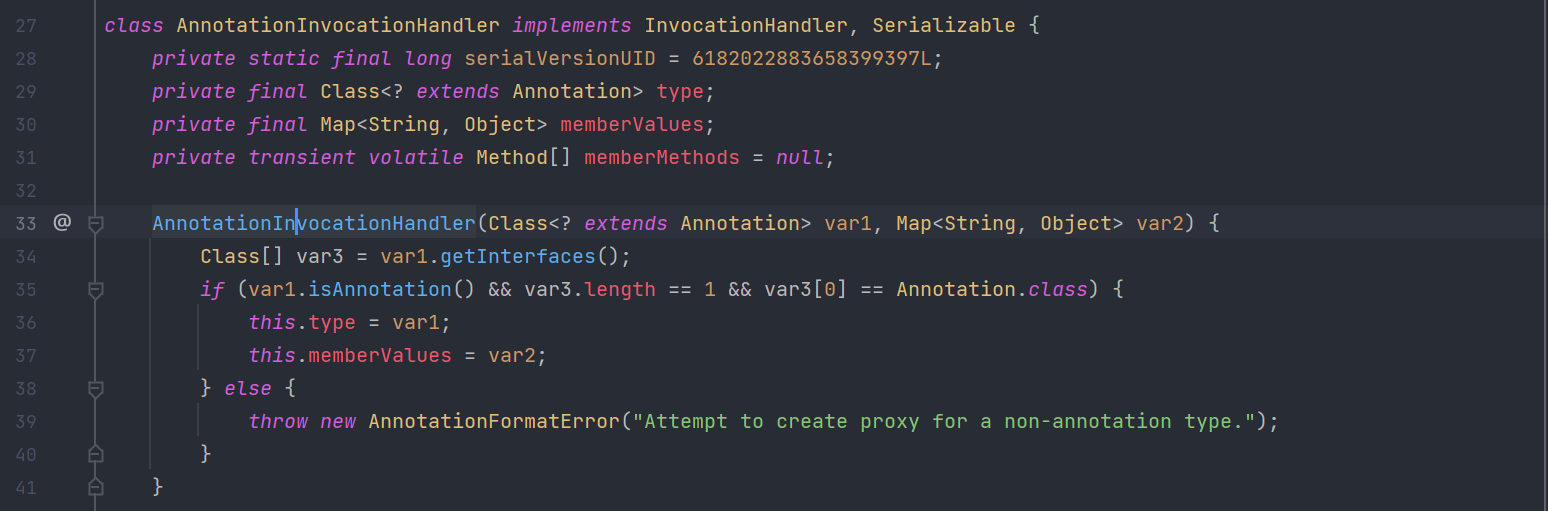 27 class AnnotationInvocationHandler implements InvocationHandler, Serializable {
28 private static final long serialVersionUID = 6182022883658399397L;
29 private final Class<? extends Annotation> type;
30 private final Map<String, Object> memberValues;
31 private transient volatile Method[] memberMethods = null;
32
33 @ AnnotationInvocationHandler(Class<? extends Annotation> var1, Map<String, Object> var2) {
34 Class[] var3 = var1.getInterfaces();
35 if (var1.isAnnotation() && var3.length == 1 && var3[0] == Annotation.class) {
36 this.type = var1;
37 this.memberValues = var2;
38 } else {
39 throw new AnnotationFormatError("Attempt to create proxy for a non-annotation type.");
40 }
41 }